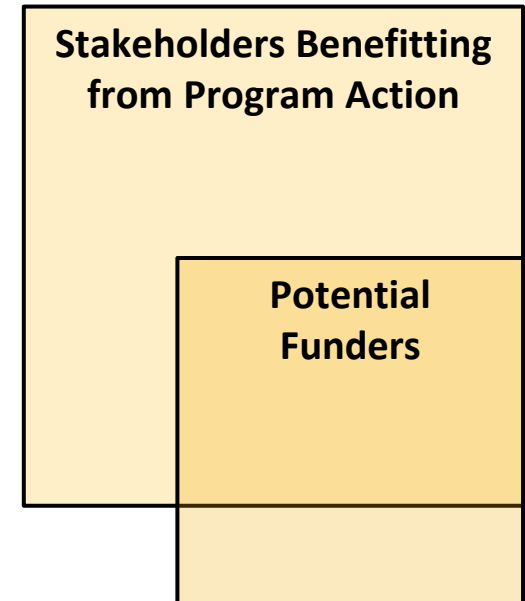 Stakeholders Benefitting
from Program Action
Potential
Funders